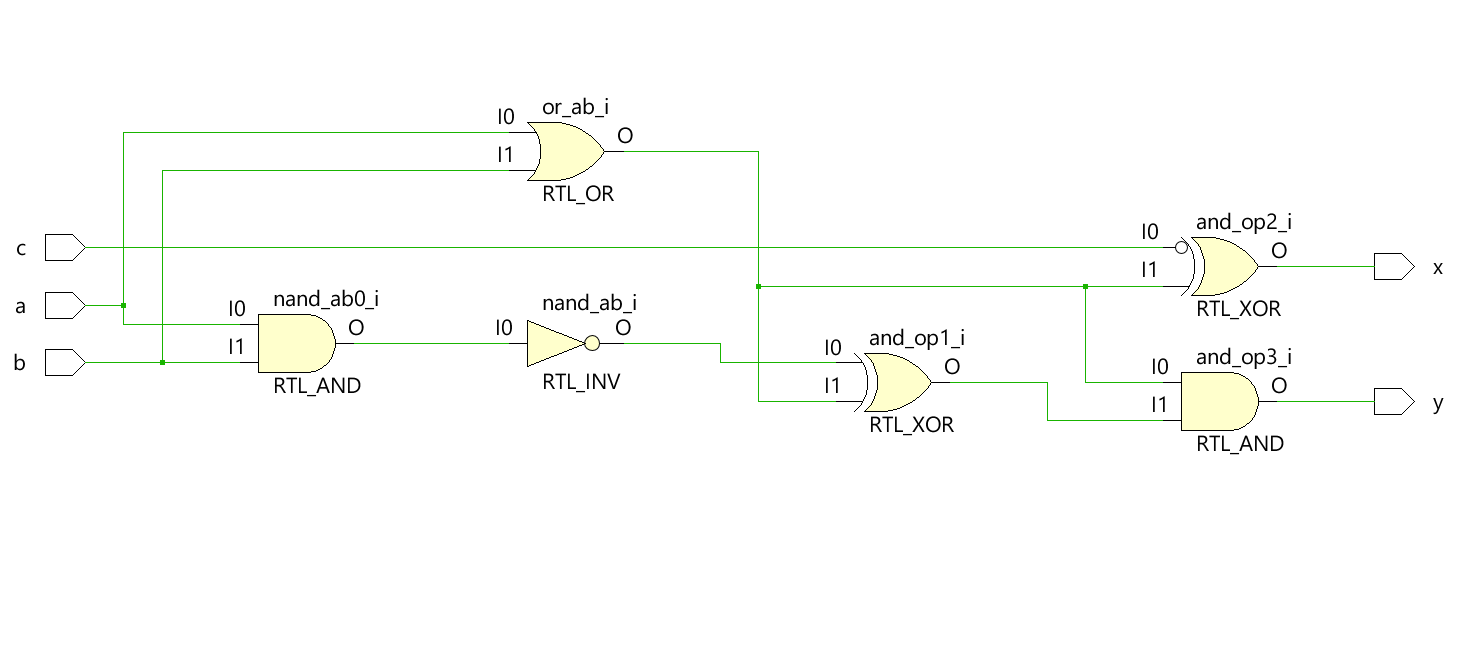 or_ab_i
I0
O
I1
RTL_OR
and_op2_i
I0
O
c
I1
x
RTL_XOR
nand_ab0_i
nand_ab_i
a
I0
O
I0
O
I1
b
RTL_AND
RTL_INV
and_op1_i
I0
O
I1
RTL_XOR
and_op3_i
I0
O
I1
y
RTL_AND